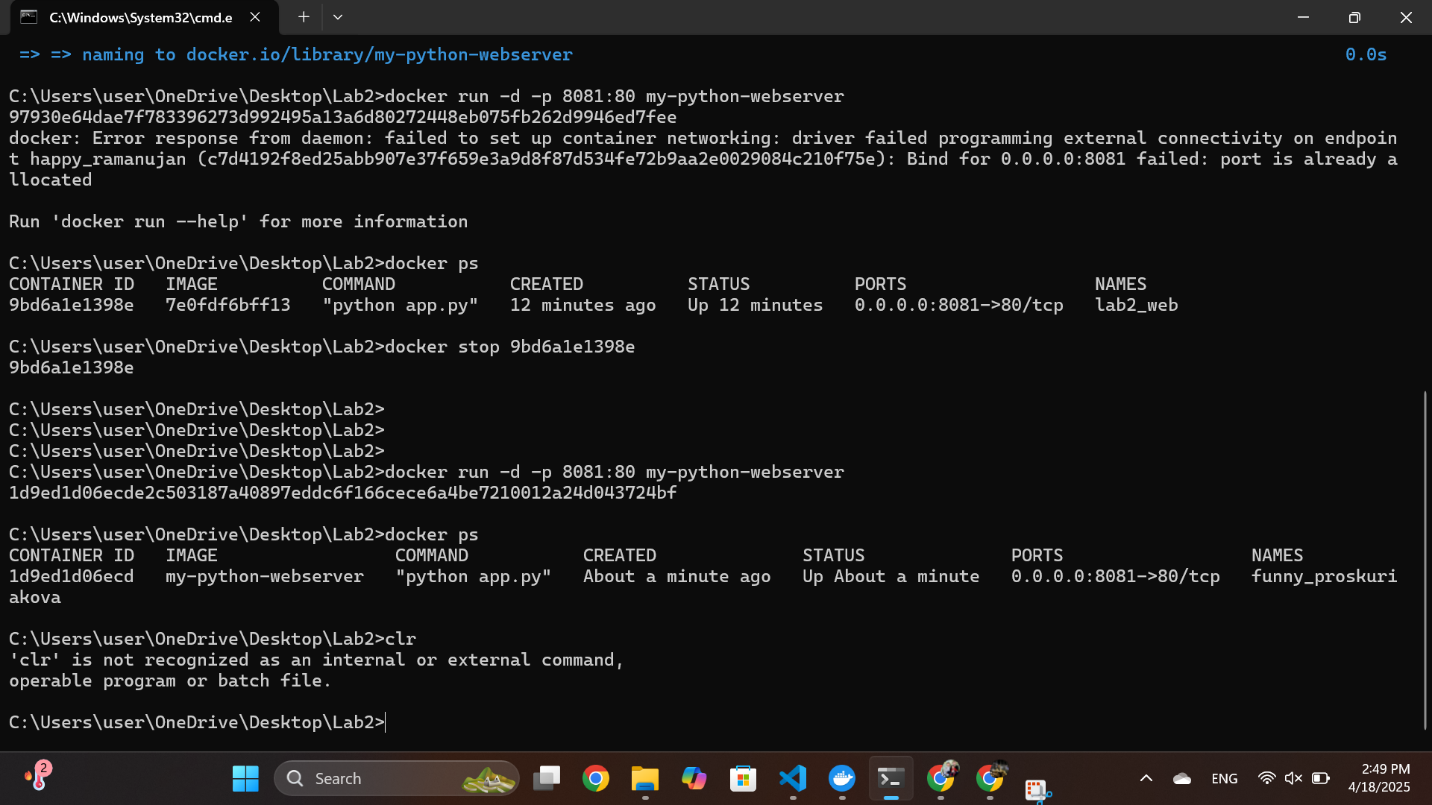 C:\Windows\System32\cmd.e
=> => naming to docker.io/library/my-python-webserver 0.0s
C:\Users\user\OneDrive\Desktop\Lab2>docker run -d -p 8081:80 my-python-webserver
97930e64dae7f783396273d992495a13a6d80272448eb075fb262d9946ed7fee
docker: Error response from daemon: failed to set up container networking: driver failed programming external connectivity on endpoin
t happy_ramanujan (c7d4192f8ed25abb907e37f659e3a9d8f87d534fe72b9aa2e0029084c210f75e): Bind for 0.0.0.0:8081 failed: port is already a
llocated
Run 'docker run --help' for more information
C:\Users\user\OneDrive\Desktop\Lab2>docker ps
CONTAINER ID IMAGE COMMAND CREATED STATUS PORTS NAMES
9bd6a1e1398e 7e0fdf6bff13 "python app.py" 12 minutes ago Up 12 minutes 0.0.0.0:8081->80/tcp lab2_web
C:\Users\user\OneDrive\Desktop\Lab2>docker stop 9bd6a1e1398e
9bd6a1e1398e
C:\Users\user\OneDrive\Desktop\Lab2>
C:\Users\user\OneDrive\Desktop\Lab2>
C:\Users\user\OneDrive\Desktop\Lab2>
C:\Users\user\OneDrive\Desktop\Lab2>docker run -d -p 8081:80 my-python-webserver
1d9ed1d06ecde2c503187a40897eddc6f166cece6a4be7210012a24d043724bf
C:\Users\user\OneDrive\Desktop\Lab2>docker ps
CONTAINER ID IMAGE COMMAND CREATED STATUS PORTS NAMES
1d9ed1d06ecd my-python-webserver "python app.py" About a minute ago Up About a minute 0.0.0.0:8081->80/tcp funny_proskuri
akova
C:\Users\user\OneDrive\Desktop\Lab2>clr
'clr' is not recognized as an internal or external command,
operable program or batch file.
C:\Users\user\OneDrive\Desktop\Lab2>
2
Search
ENG
2:49 PM
4/18/2025